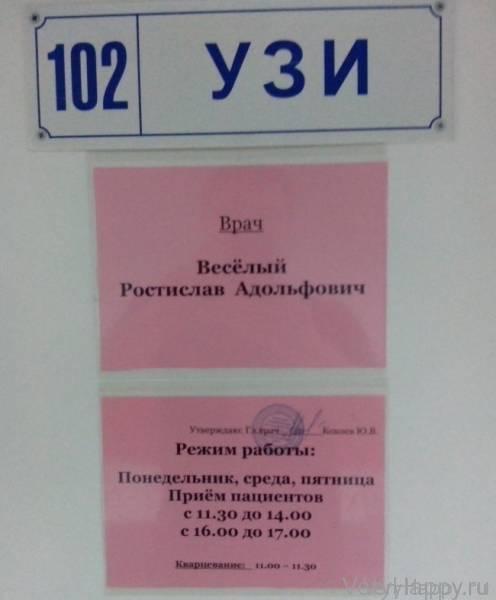 102 УЗИ
Врач
Весёлый
Ростислав Адольфович
Утверждаю: Гл.врач
Режим работы:
Понедельник, среда, пятница
Приём пациентов
с 11.30 до 14.00
с 16.00 до 17.00
Кварцевание: 11.00 – 11.30
VeryHappy.ru